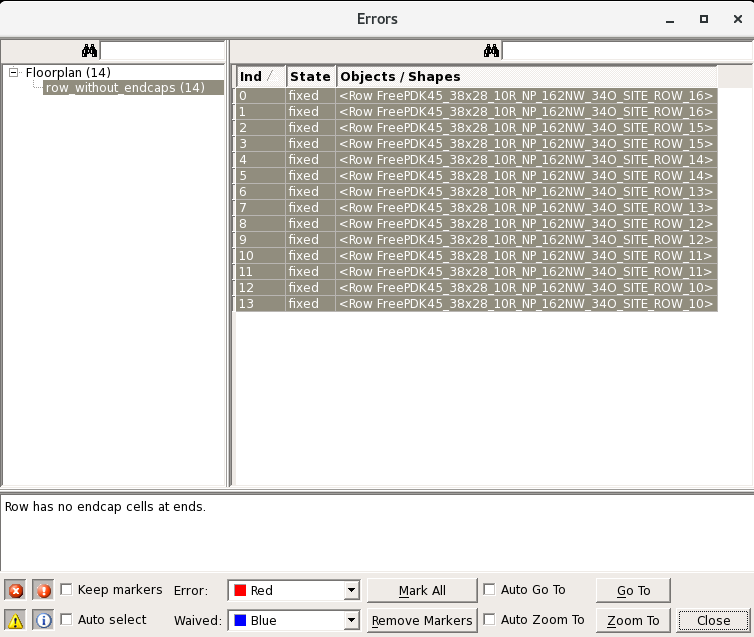 Errors
Floorplan (14)
row_without_endcaps (14)
Ind State Objects / Shapes
0 fixed <Row FreePDK45_38x28_10R_NP_162NW_34O_SITE_ROW_16>
1 fixed <Row FreePDK45_38x28_10R_NP_162NW_34O_SITE_ROW_16>
2 fixed <Row FreePDK45_38x28_10R_NP_162NW_34O_SITE_ROW_15>
3 fixed <Row FreePDK45_38x28_10R_NP_162NW_34O_SITE_ROW_15>
4 fixed <Row FreePDK45_38x28_10R_NP_162NW_34O_SITE_ROW_14>
5 fixed <Row FreePDK45_38x28_10R_NP_162NW_34O_SITE_ROW_14>
6 fixed <Row FreePDK45_38x28_10R_NP_162NW_34O_SITE_ROW_13>
7 fixed <Row FreePDK45_38x28_10R_NP_162NW_34O_SITE_ROW_13>
8 fixed <Row FreePDK45_38x28_10R_NP_162NW_34O_SITE_ROW_12>
9 fixed <Row FreePDK45_38x28_10R_NP_162NW_34O_SITE_ROW_12>
10 fixed <Row FreePDK45_38x28_10R_NP_162NW_34O_SITE_ROW_11>
11 fixed <Row FreePDK45_38x28_10R_NP_162NW_34O_SITE_ROW_11>
12 fixed <Row FreePDK45_38x28_10R_NP_162NW_34O_SITE_ROW_10>
13 fixed <Row FreePDK45_38x28_10R_NP_162NW_34O_SITE_ROW_10>
Row has no endcap cells at ends.
Keep markers Error: Red Mark All Auto Go To Go To
Auto select Waived: Blue Remove Markers Auto Zoom To Zoom To Close